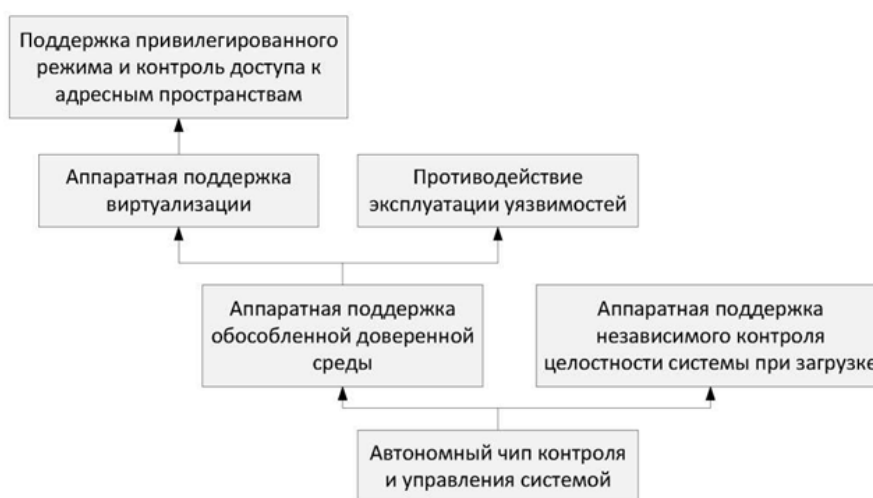 Поддержка привилегированного
режима и контроль доступа к
адресным пространствам
Аппаратная поддержка
виртуализации
Противодействие
эксплуатации уязвимостей
Аппаратная поддержка
обособленной доверенной
среды
Аппаратная поддержка
независимого контроля
целостности системы при загрузке
Автономный чип контроля
и управления системой